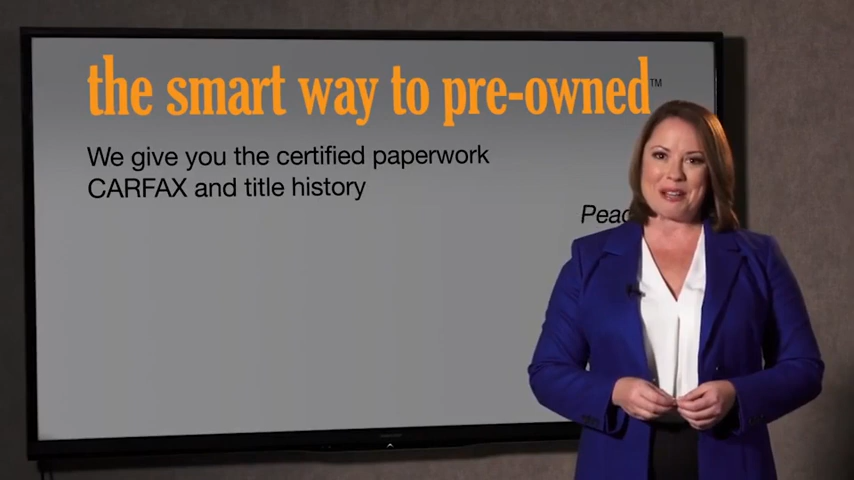 the smart way to pre-owned™
We give you the certified paperwork
CARFAX and title history